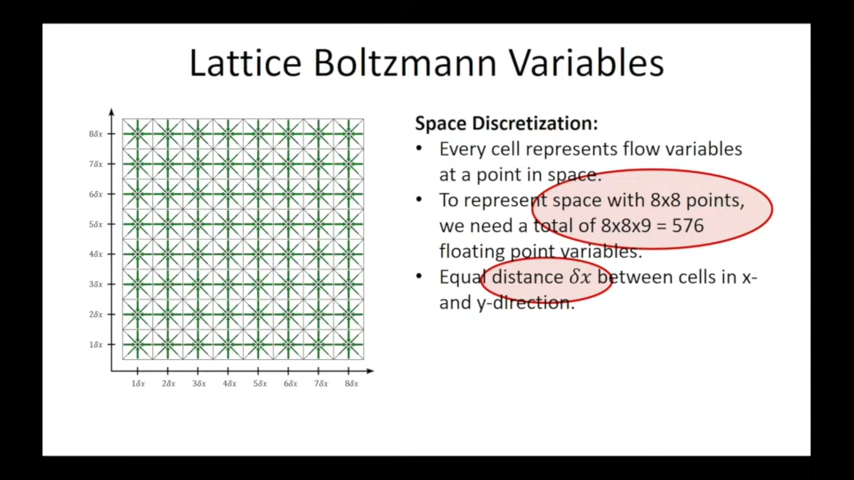 Lattice Boltzmann Variables
Space Discretization:
• Every cell represents flow variables
at a point in space.
• To represent space with 8x8 points,
we need a total of 8x8x9 = 576
floating point variables.
• Equal distance δx between cells in x-
and y-direction.
8δx
7δx
6δx
5δx
4δx
3δx
2δx
1δx
1δx 2δx 3δx 4δx 5δx 6δx 7δx 8δx